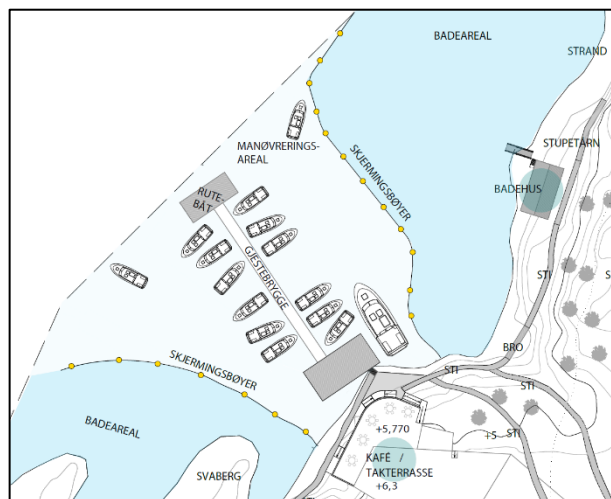 BADEAREAL
STRAND
STUPETÅRN
MANØVRERINGS-
AREAL
SKJERMINGSBØYER
RUTE-
BÅT
BADEHUS
GJESTEBRYGGE
STI
S
BRO
SKJERMINGSBØYER
STI
STI
BADEAREAL
+5,770
+5
STI
KAFÉ /
TAKTERRASSE
SVABERG
+6,3
STI